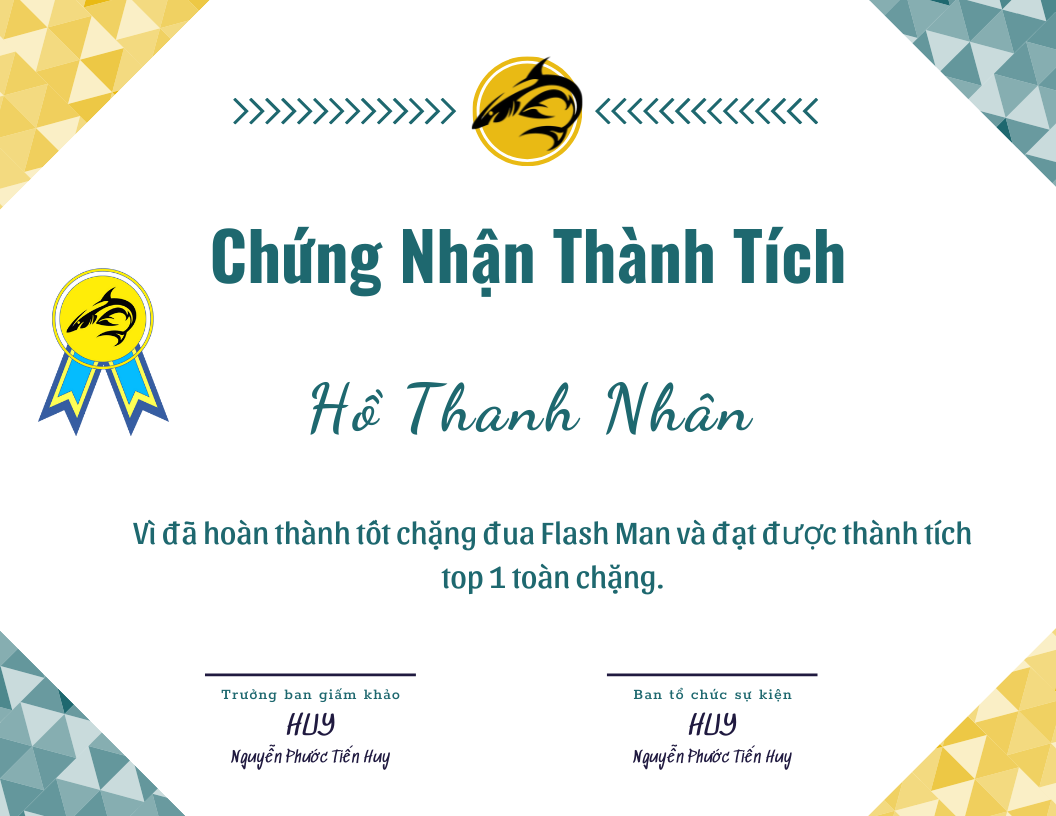 Chứng Nhận Thành Tích
Hồ Thanh Nhân
Vì đã hoàn thành tốt chặng đua Flash Man và đạt được thành tích
top 1 toàn chặng.
Trưởng ban giấm khảo
HUY
Nguyễn Phước Tiến Huy
Ban tổ chức sự kiện
HUY
Nguyễn Phước Tiến Huy